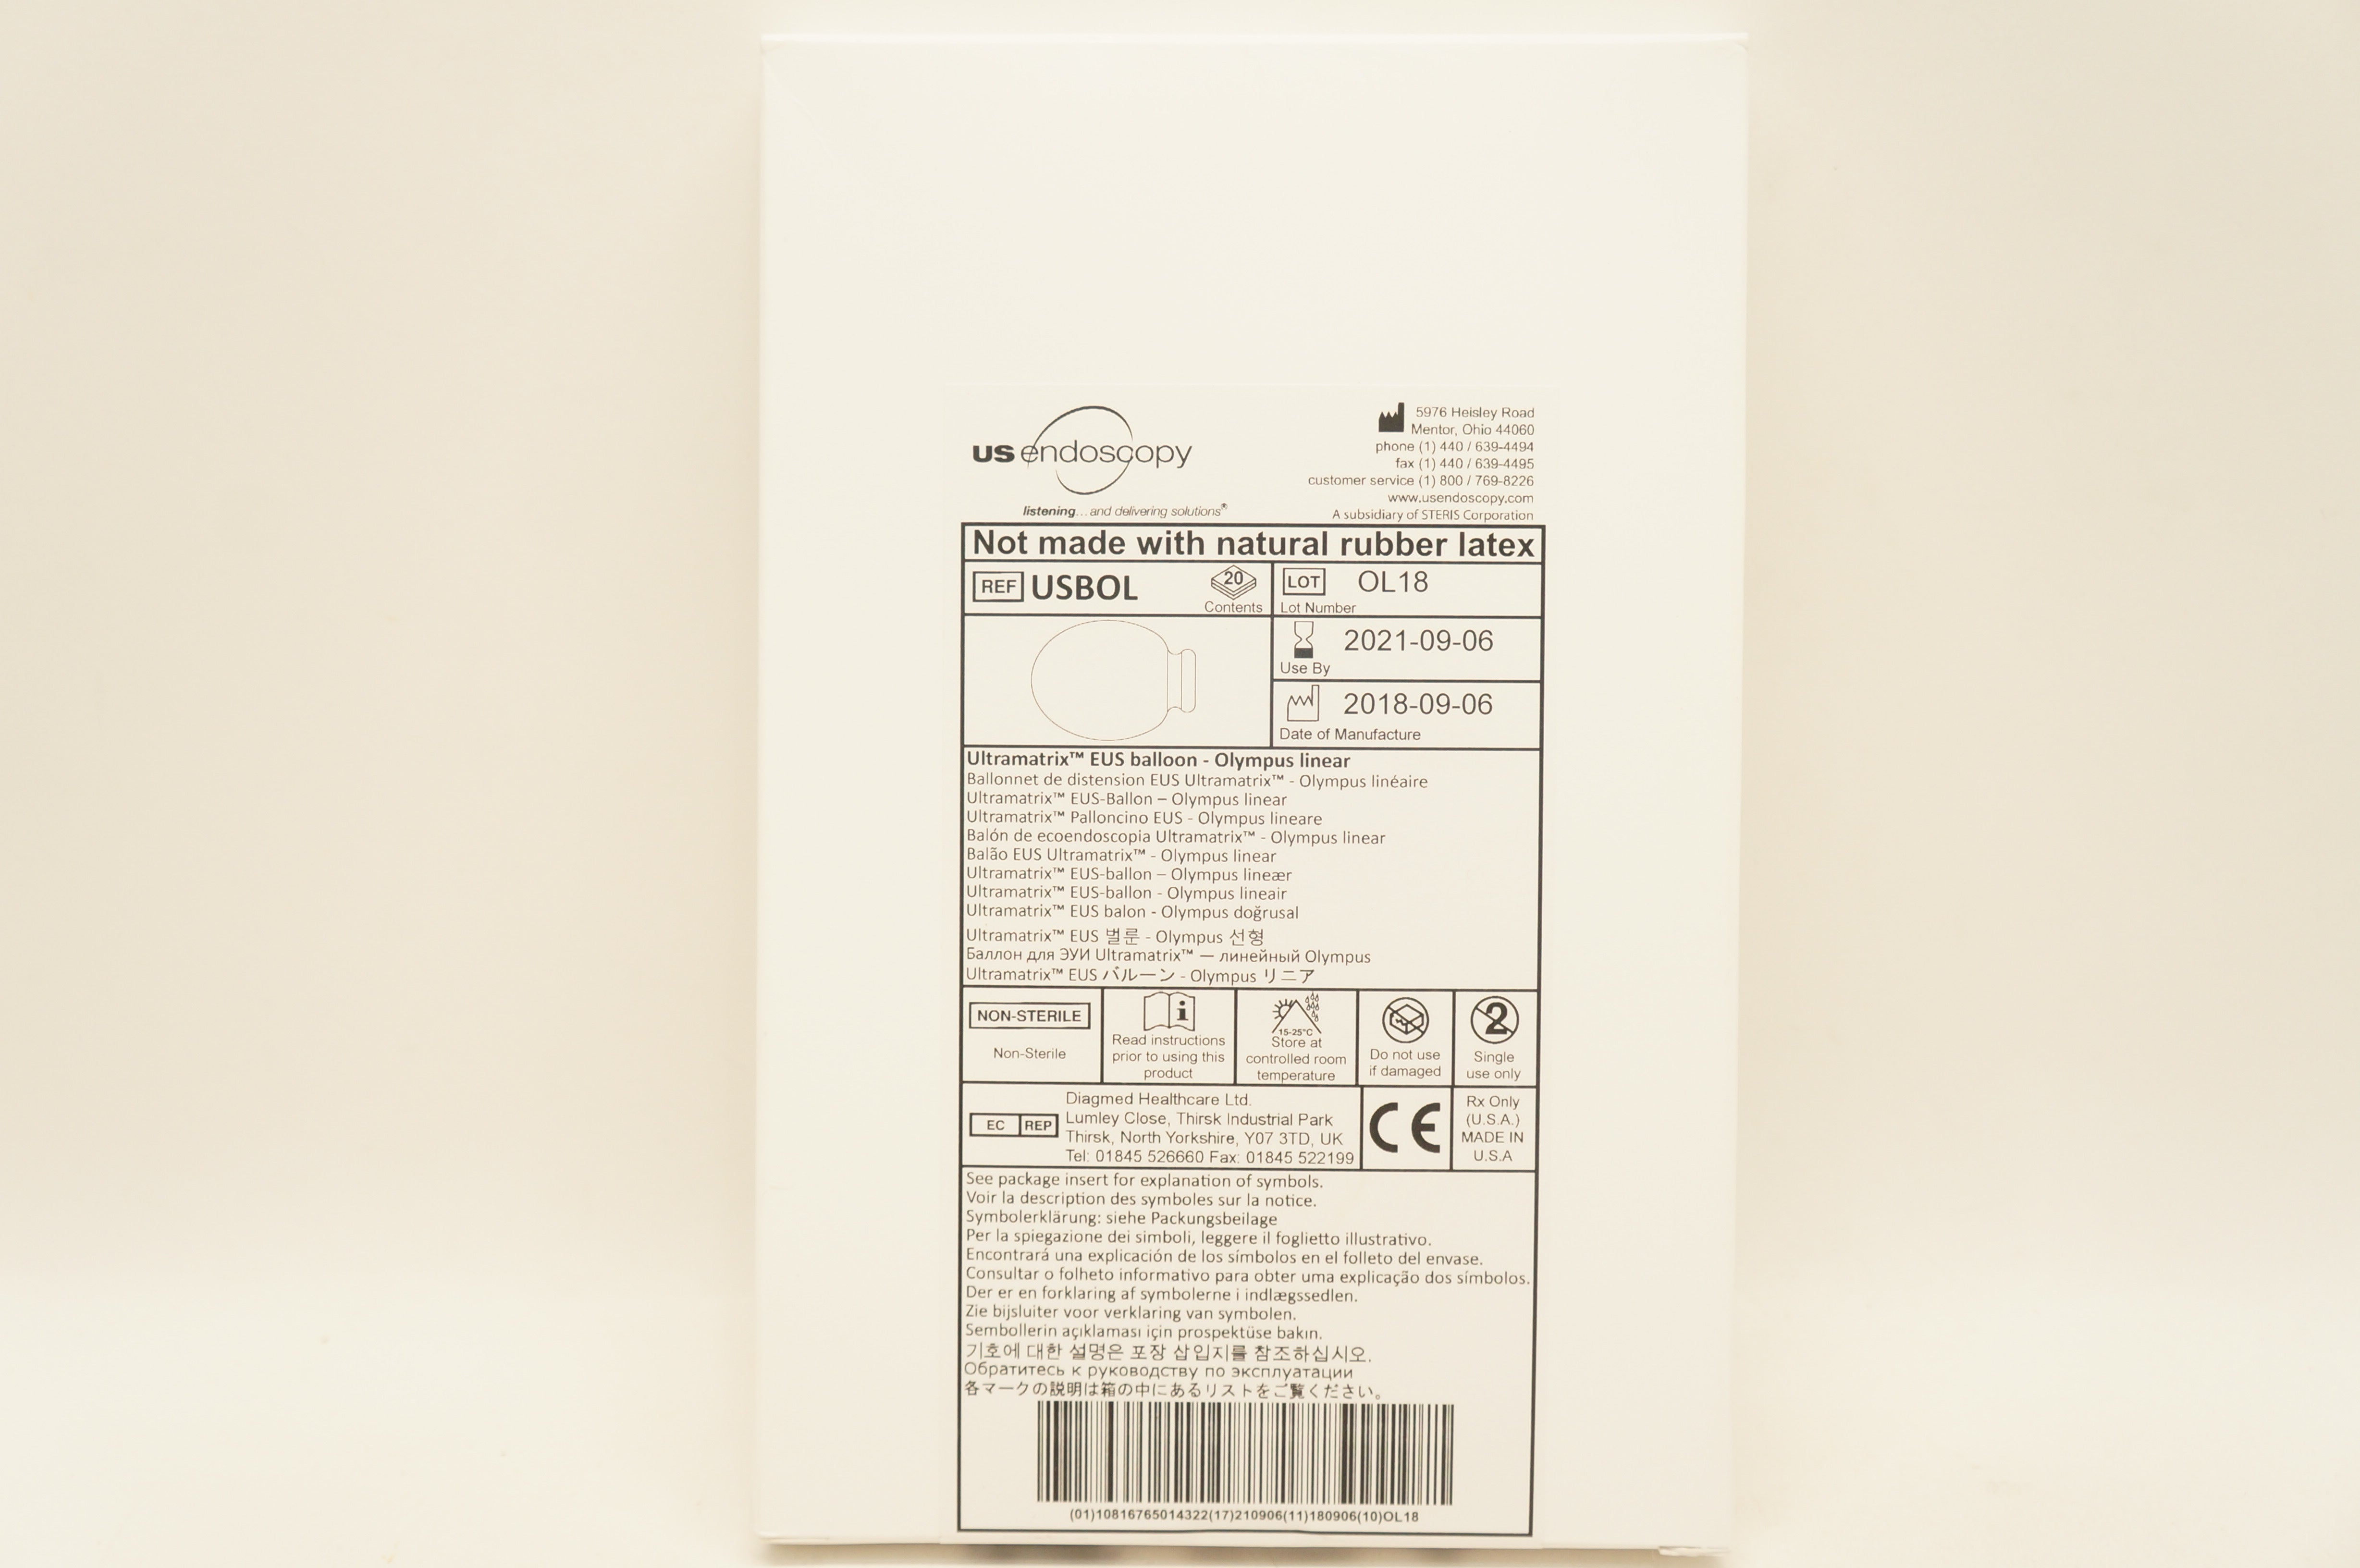 us endoscopy
listening...and delivering solutions®
5976 Heisley Road
Mentor, Ohio 44060
phone (1) 440 / 639-4494
fax (1) 440 / 639-4495
customer service (1) 800 / 769-8226
www.usendoscopy.com
A subsidiary of STERIS Corporation
Not made with natural rubber latex
REF USBOL
20
Contents
LOT OL18
Lot Number
2021-09-06
Use By
2018-09-06
Date of Manufacture
Ultramatrix™ EUS balloon - Olympus linear
Ballonnet de distension EUS Ultramatrix™ - Olympus linéaire
Ultramatrix™ EUS-Ballon – Olympus linear
Ultramatrix™ Palloncino EUS - Olympus lineare
Balón de ecoendoscopia Ultramatrix™ - Olympus linear
Balão EUS Ultramatrix™ - Olympus linear
Ultramatrix™ EUS-ballon – Olympus lineær
Ultramatrix™ EUS-ballon - Olympus lineair
Ultramatrix™ EUS balon - Olympus doğrusal
Ultramatrix™ EUS 벌룬 - Olympus 선형
Баллон для ЭУИ Ultramatrix™ — линейный Olympus
Ultramatrix™ EUS バルーン - Olympus リニア
NON-STERILE
Non-Sterile
i
Read instructions
prior to using this
product
15-25°C
Store at
controlled room
temperature
Do not use
if damaged
2
Single
use only
EC REP
Diagmed Healthcare Ltd.
Lumley Close, Thirsk Industrial Park
Thirsk, North Yorkshire, Y07 3TD, UK
Tel: 01845 526660 Fax: 01845 522199
CE
Rx Only
(U.S.A.)
MADE IN
U.S.A
See package insert for explanation of symbols.
Voir la description des symboles sur la notice.
Symbolerklärung: siehe Packungsbeilage
Per la spiegazione dei simboli, leggere il foglietto illustrativo.
Encontrará una explicación de los símbolos en el folleto del envase.
Consultar o folheto informativo para obter uma explicação dos símbolos.
Der er en forklaring af symbolerne i indlægssedlen.
Zie bijsluiter voor verklaring van symbolen.
Sembollerin açıklaması için prospektüse bakın.
기호에 대한 설명은 포장 삽입지를 참조하십시오.
Обратитесь к руководству по эксплуатации
各マークの説明は箱の中にあるリストをご覧ください。
(01)10816765014322(17)210906(11)180906(10)OL18